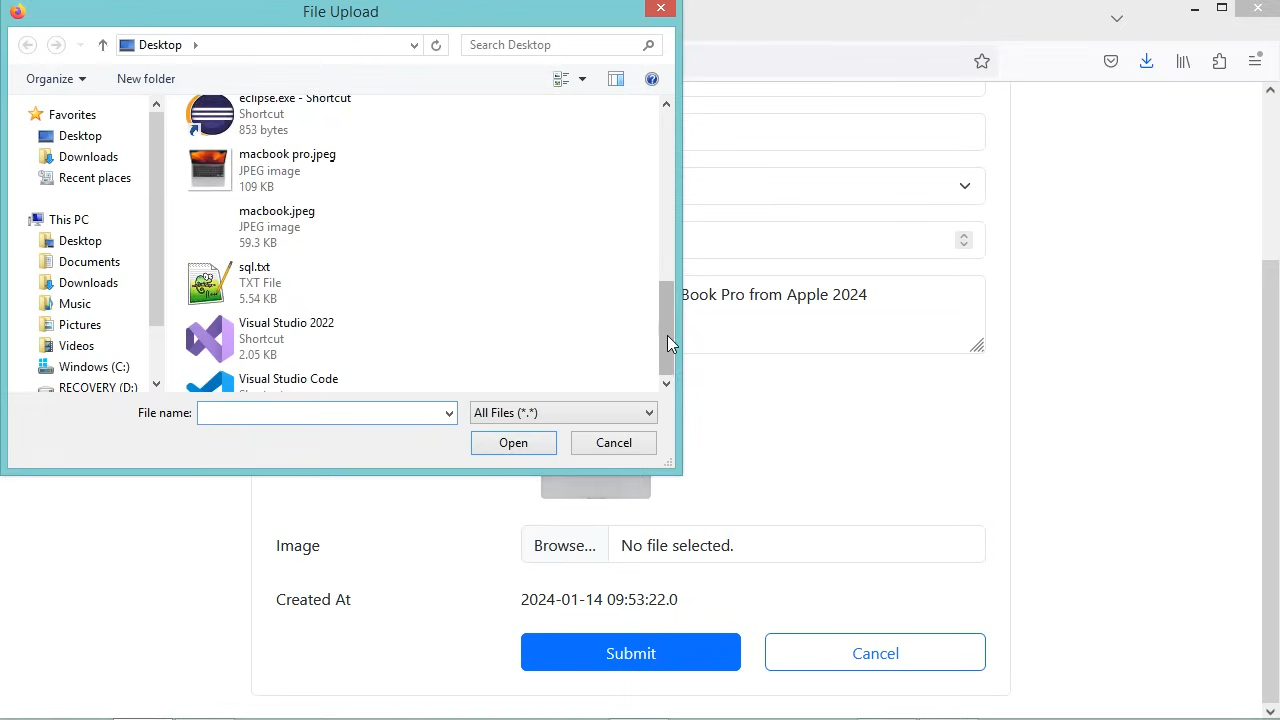 File Upload
Desktop
Search Desktop
Organize
New folder
Favorites
Desktop
Downloads
Recent places
This PC
Desktop
Documents
Downloads
Music
Pictures
Videos
Windows (C:)
RECOVERY (D:)
eclipse.exe - Shortcut
Shortcut
853 bytes
macbook pro.jpeg
JPEG image
109 KB
macbook.jpeg
JPEG image
59.3 KB
sql.txt
TXT File
5.54 KB
Visual Studio 2022
Shortcut
2.05 KB
Visual Studio Code
File name:
All Files (*.*)
Open
Cancel
Book Pro from Apple 2024
Image
Browse...
No file selected.
Created At
2024-01-14 09:53:22.0
Submit
Cancel